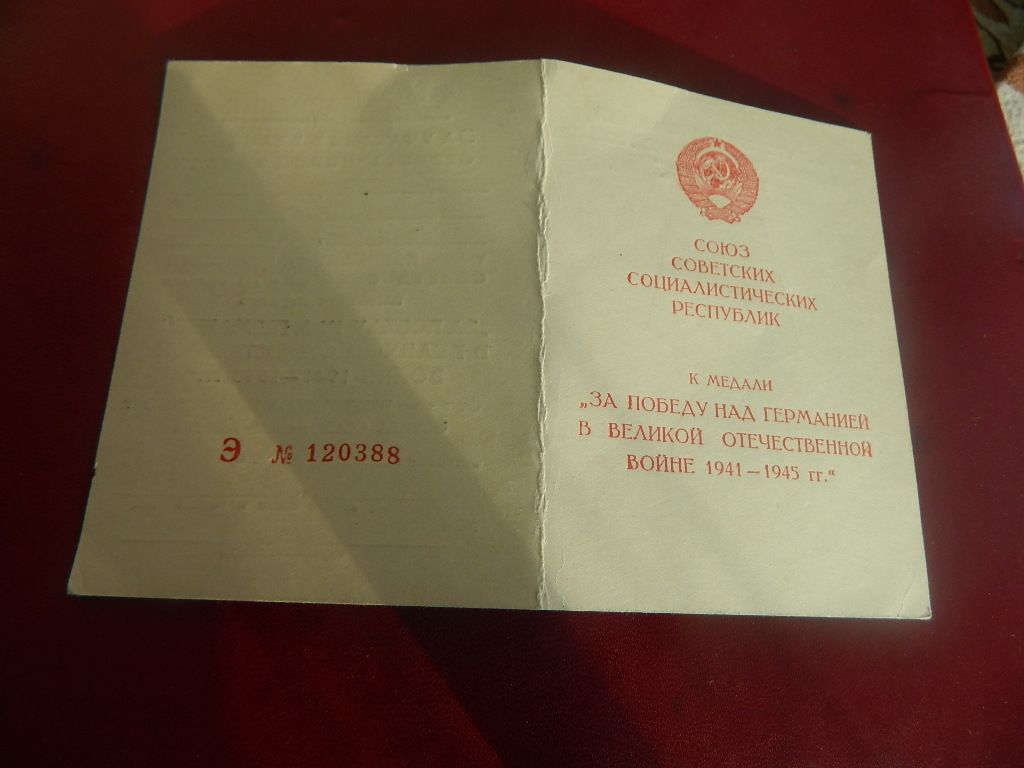 Э № 120388
СОЮЗ
СОВЕТСКИХ
СОЦИАЛИСТИЧЕСКИХ
РЕСПУБЛИК
К МЕДАЛИ
„ЗА ПОБЕДУ НАД ГЕРМАНИЕЙ
В ВЕЛИКОЙ ОТЕЧЕСТВЕННОЙ
ВОЙНЕ 1941—1945 гг.“